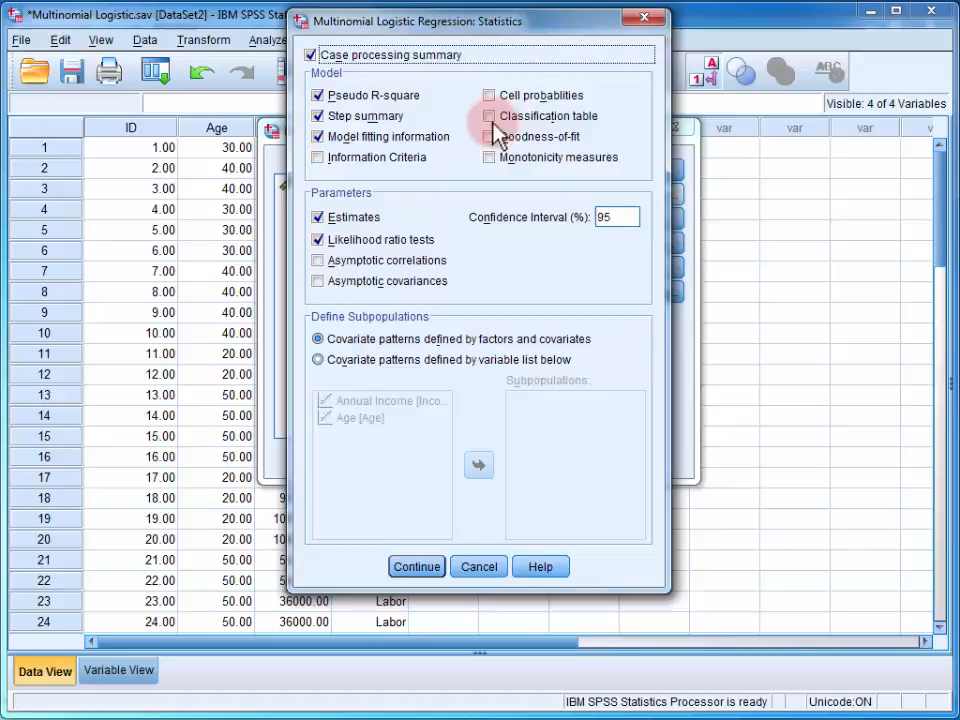 *Multinomial Logistic.sav [DataSet2] - IBM SPSS Statistics
File Edit View Data Transform Analyze
Visible: 4 of 4 Variables
Multinomial Logistic Regression: Statistics
Case processing summary
Model
Pseudo R-square Cell probablities
Step summary Classification table
Model fitting information Goodness-of-fit
Information Criteria Monotonicity measures
Parameters
Estimates Confidence Interval (%): 95
Likelihood ratio tests
Asymptotic correlations
Asymptotic covariances
Define Subpopulations
Covariate patterns defined by factors and covariates
Covariate patterns defined by variable list below
Subpopulations:
Annual Income [Inco...
Age [Age]
Continue Cancel Help
ID Age var var var
1 1.00 30.00
2 2.00 40.00
3 3.00 40.00
4 4.00 30.00
5 5.00 30.00
6 6.00 30.00
7 7.00 40.00
8 8.00 40.00
9 9.00 40.00
10 10.00 40.00
11 11.00 20.00
12 12.00 20.00
13 13.00 50.00
14 14.00 50.00
15 15.00 50.00
16 16.00 50.00
17 17.00 20.00
18 18.00 20.00
19 19.00 20.00
20 20.00 20.00
21 21.00 50.00
22 22.00 50.00
23 23.00 50.00 36000.00 Labor
24 24.00 50.00 36000.00 Labor
Data View Variable View
IBM SPSS Statistics Processor is ready Unicode:ON